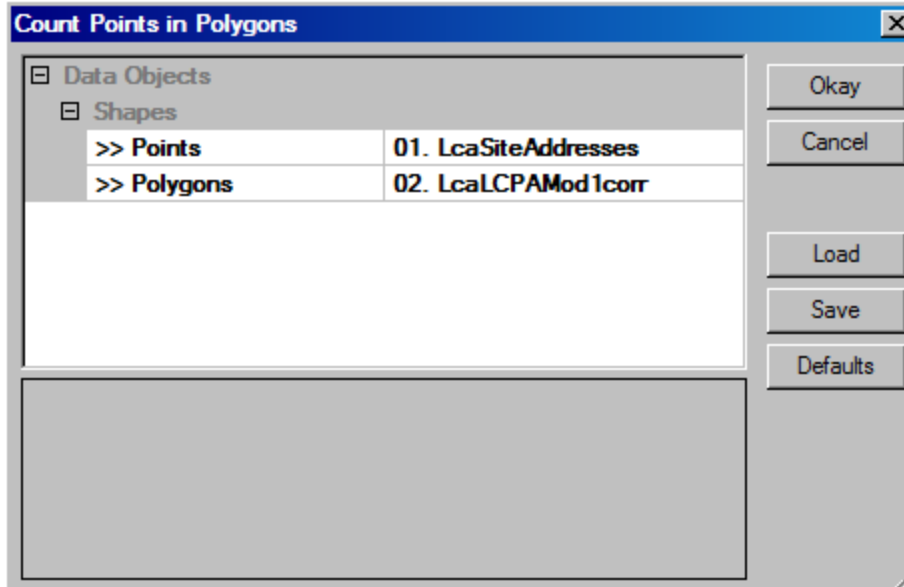 Count Points in Polygons
Data Objects
Shapes
>> Points 01. LcaSiteAddresses
>> Polygons 02. LcaLCPAMod1corr
Okay
Cancel
Load
Save
Defaults